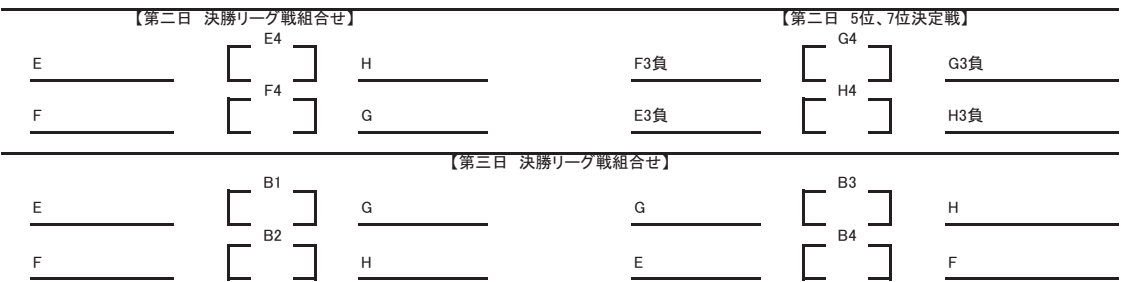 【第二日 決勝リーグ戦組合せ】 【第二日 5位、7位決定戦】
E4 G4
E H F3負 G3負
F4 H4
F G E3負 H3負
【第三日 決勝リーグ戦組合せ】
B1 B3
E G G H
B2 B4
F H E F